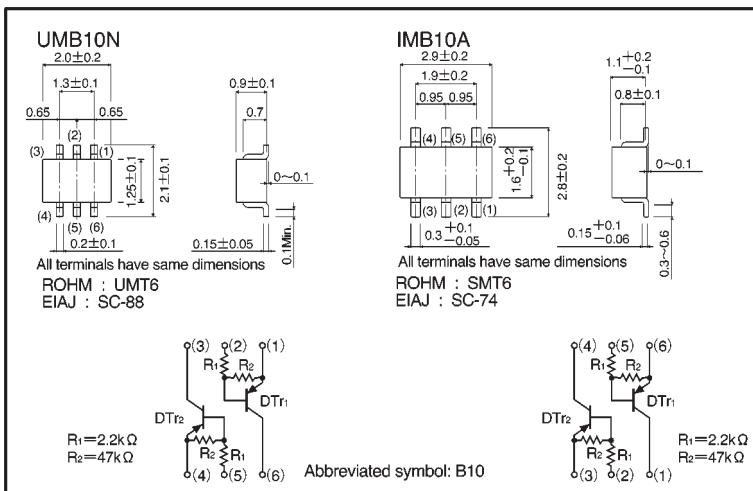 UMB10N
2.0±0.2
1.3±0.1
0.65
0.65
(2)
(3)
(1)
1.25±0.1
2.1±0.1
(4)
(5)
(6)
0.2±0.1
0.9±0.1
0.7
0~0.1
0.15±0.05
0.1Min.
All terminals have same dimensions
ROHM : UMT6
EIAJ : SC-88
IMB10A
2.9±0.2
1.9±0.2
0.95
0.95
(4)
(5)
(6)
1.6+0.2−0.1
2.8±0.2
(3)
(2)
(1)
0.3+0.1−0.05
1.1+0.2−0.1
0.8±0.1
0~0.1
0.15+0.1−0.06
0.3~0.6
All terminals have same dimensions
ROHM : SMT6
EIAJ : SC-74
(3)
(2)
(1)
R1
R2
DTr1
DTr2
R2
R1
R1=2.2kΩ
R2=47kΩ
(4)
(5)
(6)
Abbreviated symbol: B10
(4)
(5)
(6)
R1
R2
DTr1
DTr2
R2
R1
R1=2.2kΩ
R2=47kΩ
(3)
(2)
(1)